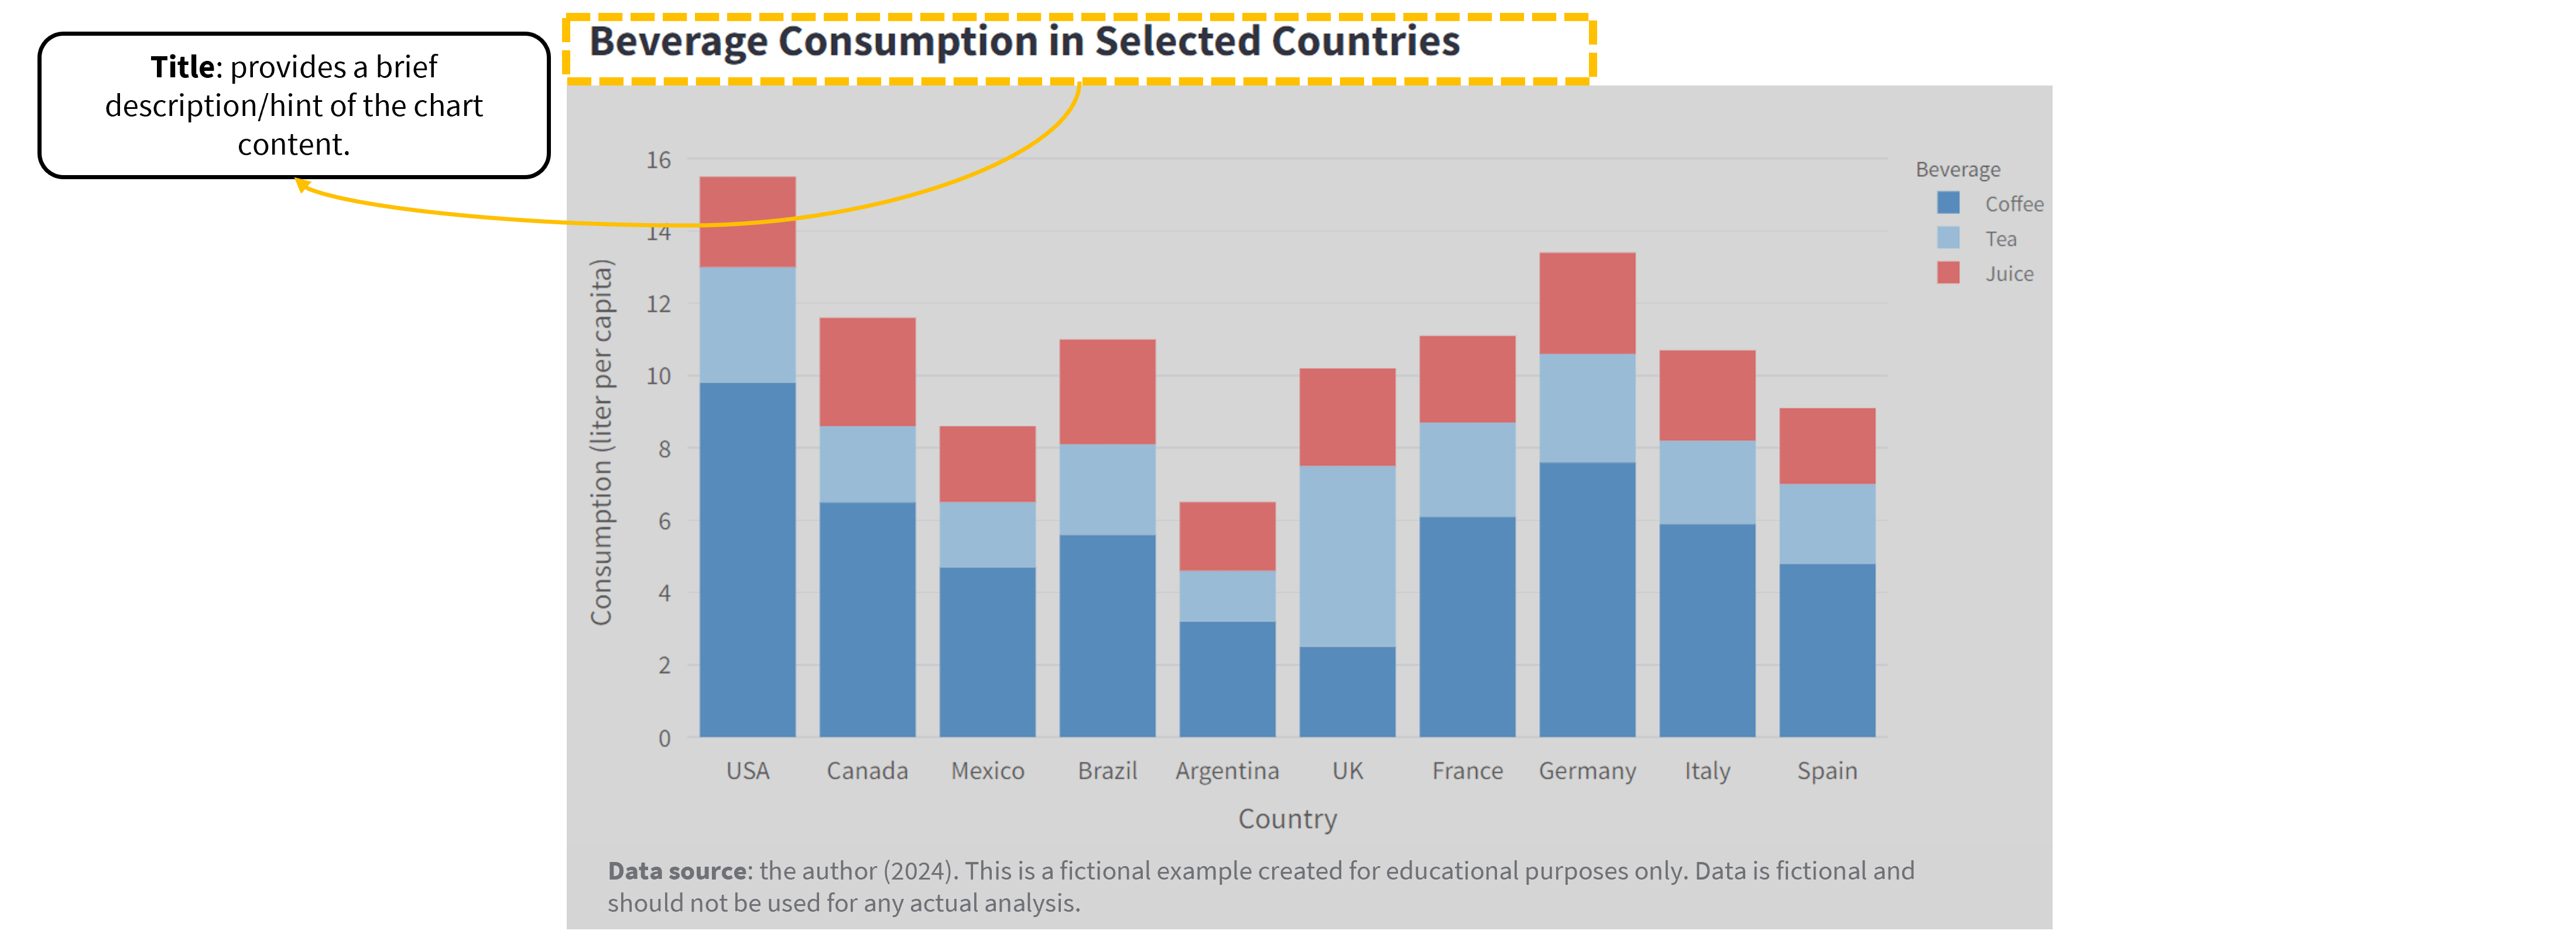 Beverage Consumption in Selected Countries
Title: provides a brief
description/hint of the chart
content.
16
14
12
10
8
6
4
2
0
Consumption (liter per capita)
Beverage
Coffee
Tea
Juice
USA Canada Mexico Brazil Argentina UK France Germany Italy Spain
Country
Data source: the author (2024). This is a fictional example created for educational purposes only. Data is fictional and
should not be used for any actual analysis.